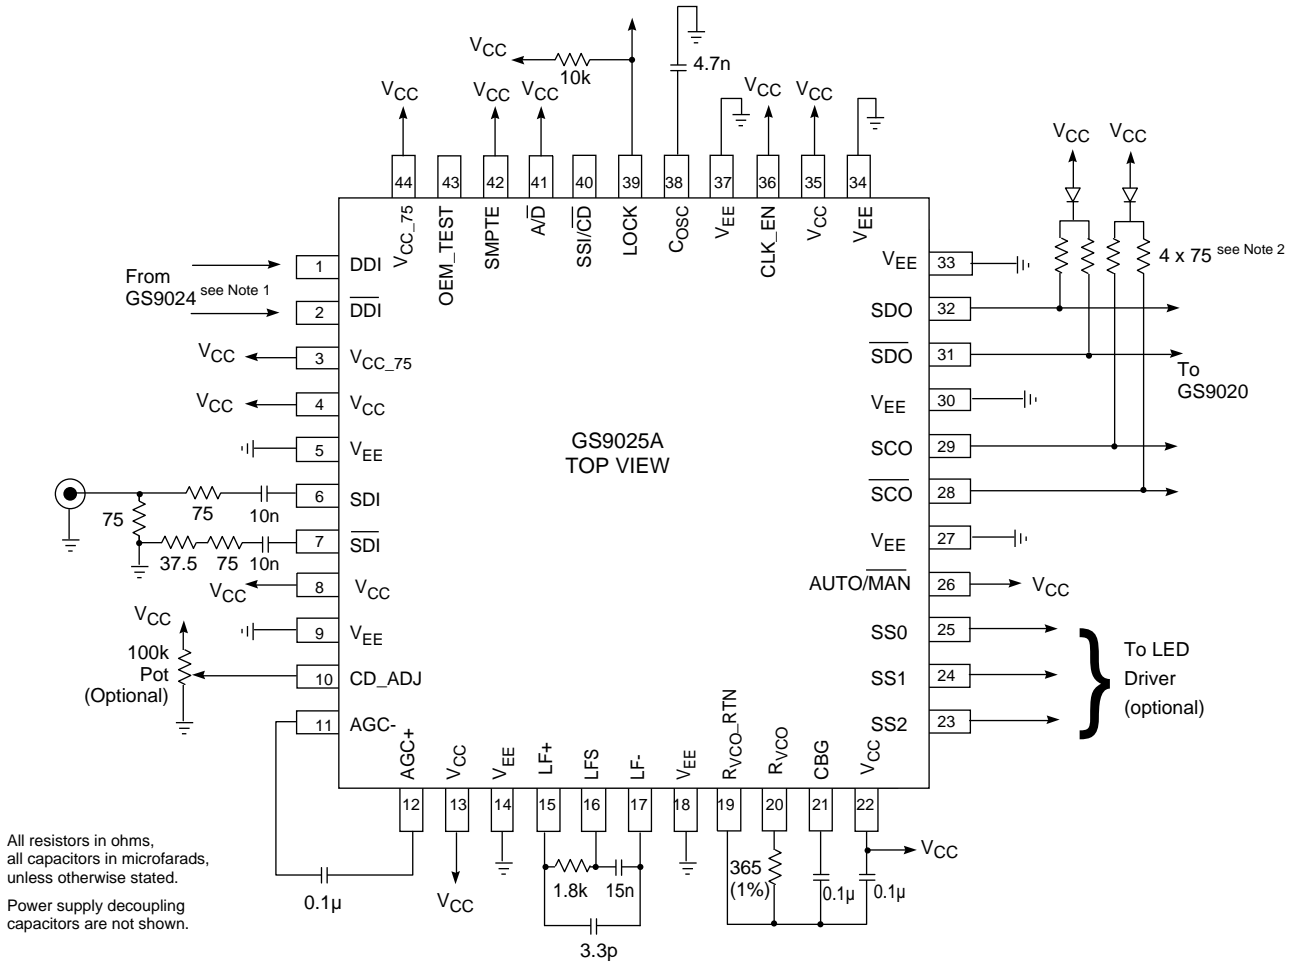 VCC
10k
4.7n
VCC
VCC
VCC
VCC
VCC
VCC
VCC
44
43
42
41
40
39
38
37
36
35
34
VCC_75
OEM_TEST
SMPTE
A/D
SSI/CD
LOCK
COSC
VEE
CLK_EN
VCC
VEE
From
GS9024 see Note 1
1 DDI
2 DDI
VCC 3 VCC_75
VCC 4 VCC
5 VEE
6 SDI
75
75
10n
7 SDI
37.5
75
10n
VCC 8 VCC
9 VEE
VCC
100k
Pot
(Optional)
10 CD_ADJ
11 AGC-
GS9025A
TOP VIEW
VEE 33
4 x 75 see Note 2
SDO 32
SDO 31
To
GS9020
VEE 30
SCO 29
SCO 28
VEE 27
AUTO/MAN 26 VCC
SS0 25
SS1 24
SS2 23
To LED
Driver
(optional)
AGC+
VCC
VEE
LF+
LFS
LF-
VEE
RVCO_RTN
RVCO
CBG
VCC
12
13
14
15
16
17
18
19
20
21
22
0.1µ
VCC
1.8k
15n
3.3p
365
(1%)
0.1µ
0.1µ
VCC
All resistors in ohms,
all capacitors in microfarads,
unless otherwise stated.
Power supply decoupling
capacitors are not shown.